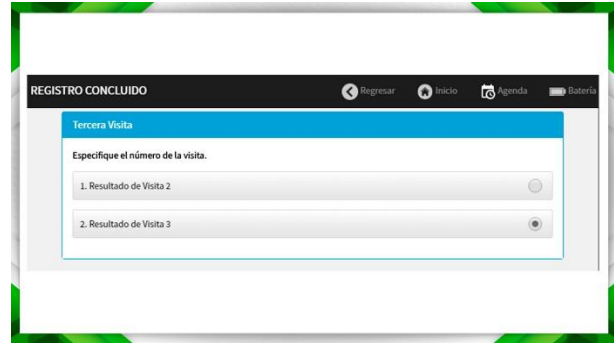 REGISTRO CONCLUIDO Regresar Inicio Agenda Batería
Tercera Visita
Especifique el número de la visita.
1. Resultado de Visita 2
2. Resultado de Visita 3